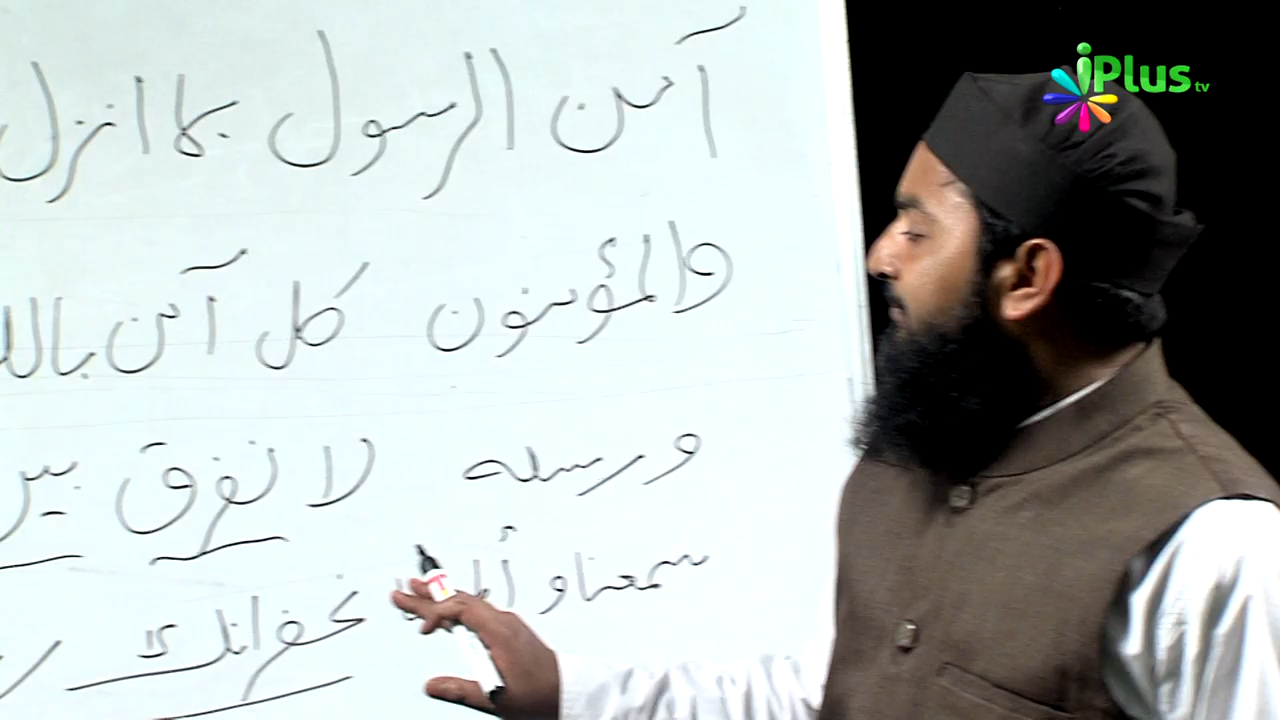 آمن الرسول بما انزل
والمؤمنون كل آمن بالله
ورسله لا نفرق بين
سمعنا و
غفرانك
iPlus tv